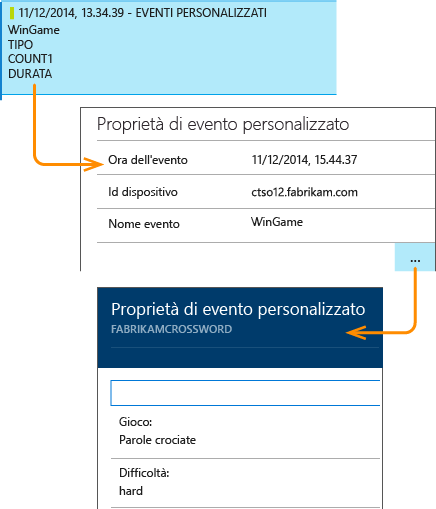 11/12/2014, 13.34.39 - EVENTI PERSONALIZZATI
WinGame
TIPO
COUNT1
DURATA
Proprietà di evento personalizzato
Ora dell'evento 11/12/2014, 15.44.37
Id dispositivo ctso12.fabrikam.com
Nome evento WinGame
...
Proprietà di evento personalizzato
FABRIKAMCROSSWORD
Gioco:
Parole crociate
Difficoltà:
hard